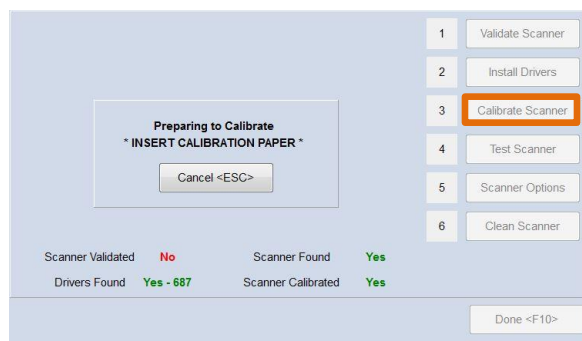 1 Validate Scanner
2 Install Drivers
3 Calibrate Scanner
Preparing to Calibrate
* INSERT CALIBRATION PAPER *
4 Test Scanner
Cancel <ESC>
5 Scanner Options
6 Clean Scanner
Scanner Validated No Scanner Found Yes
Drivers Found Yes - 687 Scanner Calibrated Yes
Done <F10>